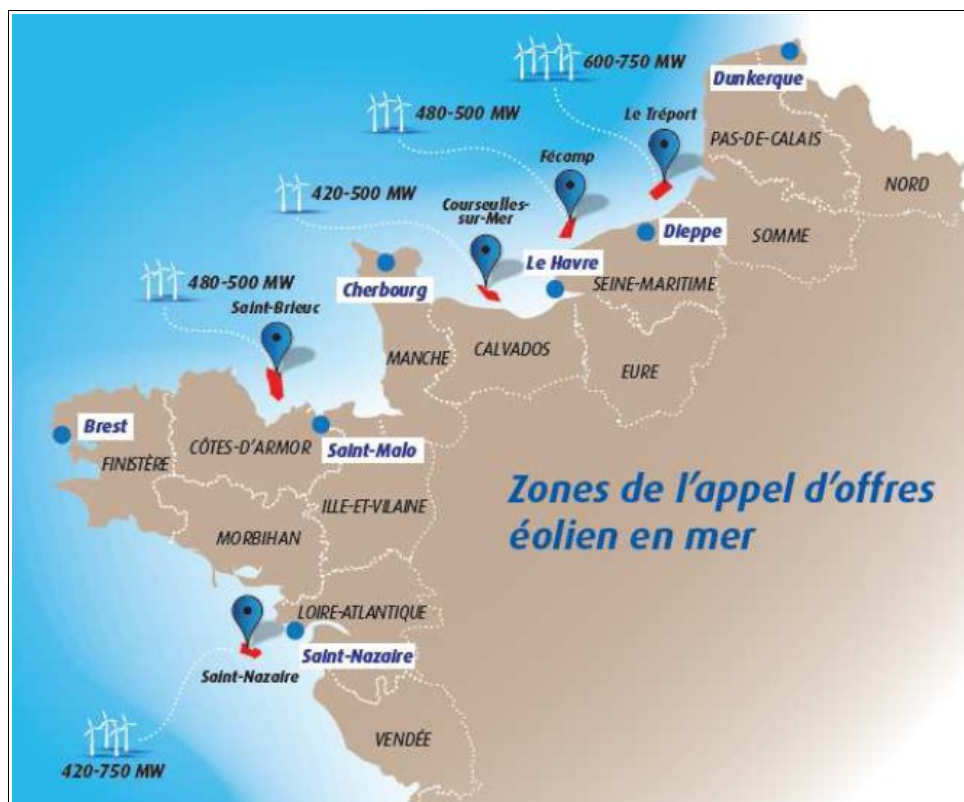 600-750 MW
Dunkerque
Le Tréport
480-500 MW
PAS-DE-CALAIS
Fécamp
NORD
420-500 MW
Courseulles-
sur-Mer
Dieppe
SOMME
Le Havre
480-500 MW
Cherbourg
SEINE-MARITIME
Saint-Brieuc
MANCHE
CALVADOS
EURE
Brest
CÔTES-D'ARMOR
Saint-Malo
FINISTÈRE
Zones de l'appel d'offres
éolien en mer
ILLE-ET-VILAINE
MORBIHAN
LOIRE-ATLANTIQUE
Saint-Nazaire
Saint-Nazaire
VENDÉE
420-750 MW